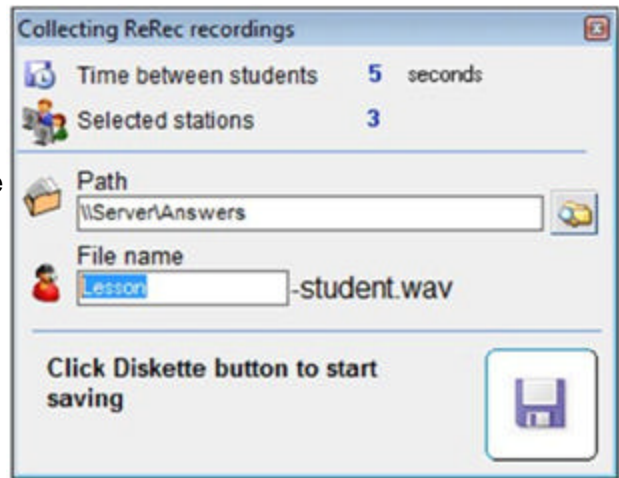 Collecting ReRec recordings
Time between students 5 seconds
Selected stations 3
e
Path
\\Server\Answers
File name
Lesson -student.wav
Click Diskette button to start
saving